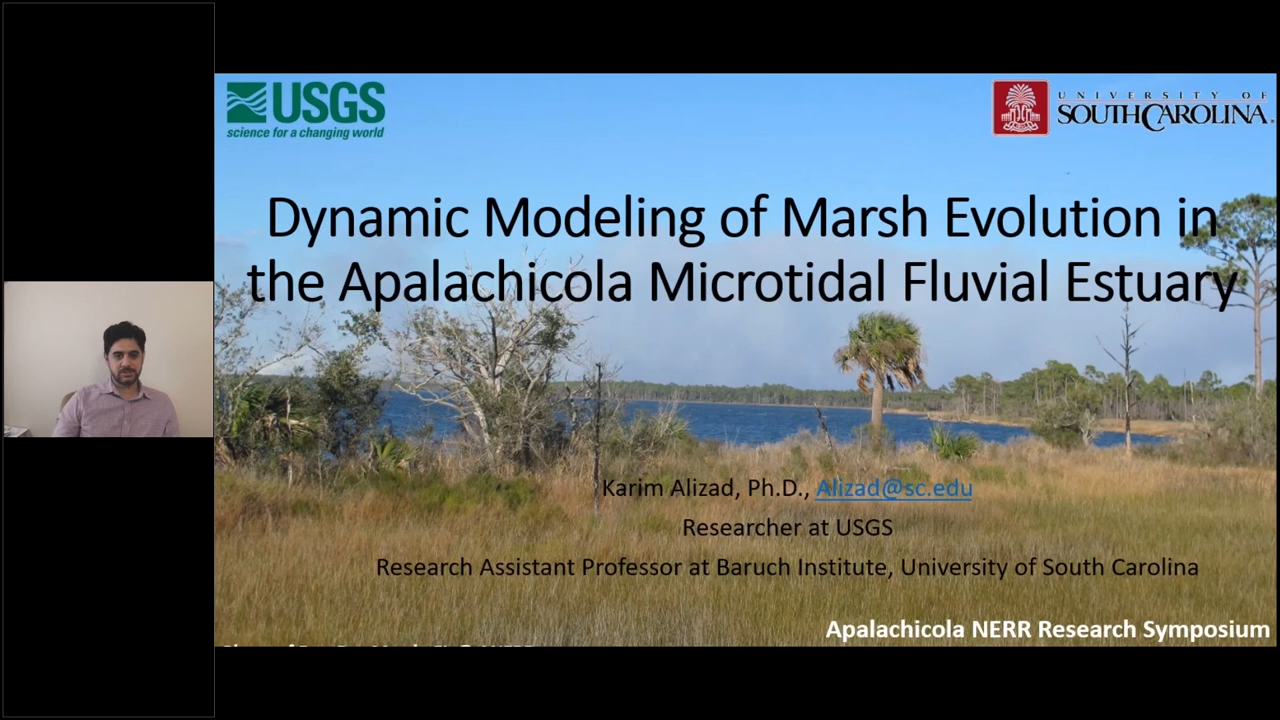 USGS
science for a changing world
UNIVERSITY OF
SOUTH CAROLINA
Dynamic Modeling of Marsh Evolution in
the Apalachicola Microtidal Fluvial Estuary
Karim Alizad, Ph.D., Alizad@sc.edu
Researcher at USGS
Research Assistant Professor at Baruch Institute, University of South Carolina
Apalachicola NERR Research Symposium